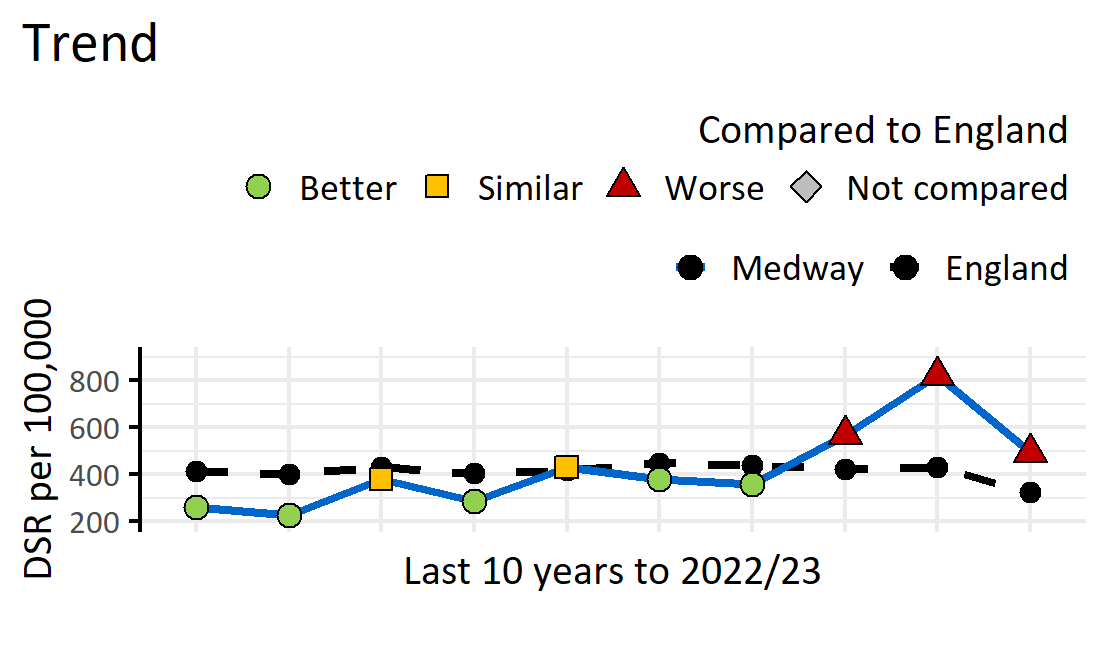 Trend
Compared to England
Better Similar Worse Not compared
Medway England
DSR per 100,000
800
600
400
200
Last 10 years to 2022/23